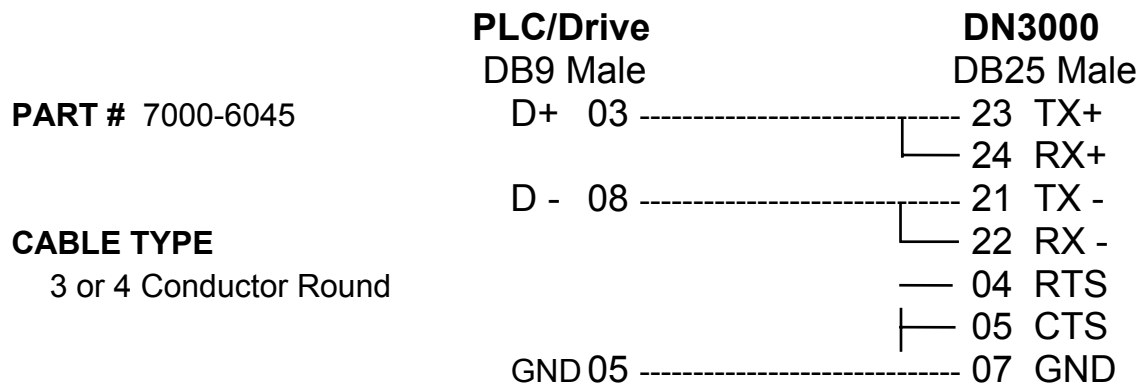 PLC/Drive DN3000
DB9 Male DB25 Male
PART # 7000-6045 D+ 03 ------------------------------ 23 TX+
24 RX+
D - 08 ------------------------------ 21 TX -
CABLE TYPE 22 RX -
3 or 4 Conductor Round 04 RTS
05 CTS
GND 05 ------------------------------ 07 GND